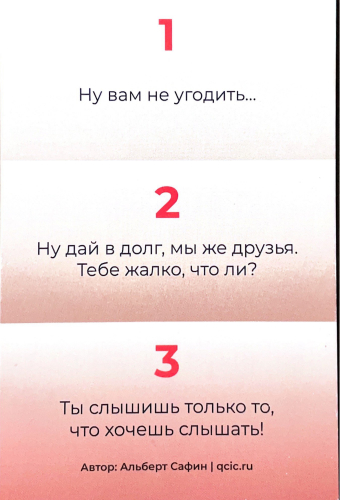 1
Ну вам не угодить...
2
Ну дай в долг, мы же друзья.
Тебе жалко, что ли?
3
Ты слышишь только то,
что хочешь слышать!
Автор: Альберт Сафин | qcic.ru